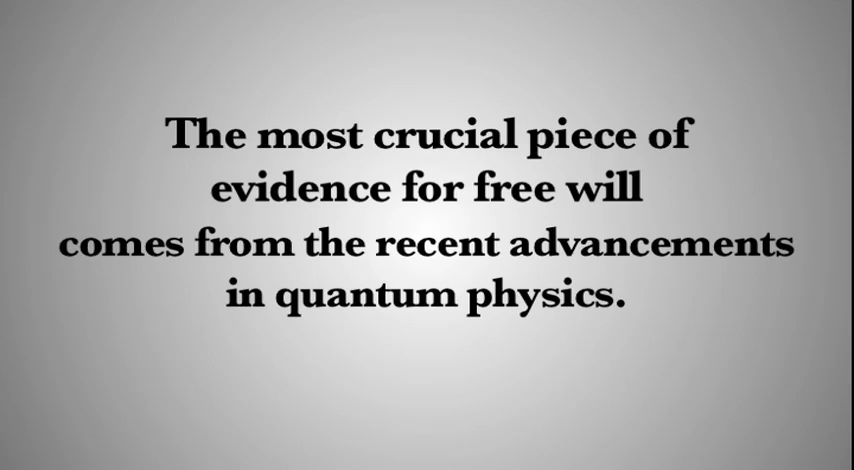 The most crucial piece of
evidence for free will
comes from the recent advancements
in quantum physics.